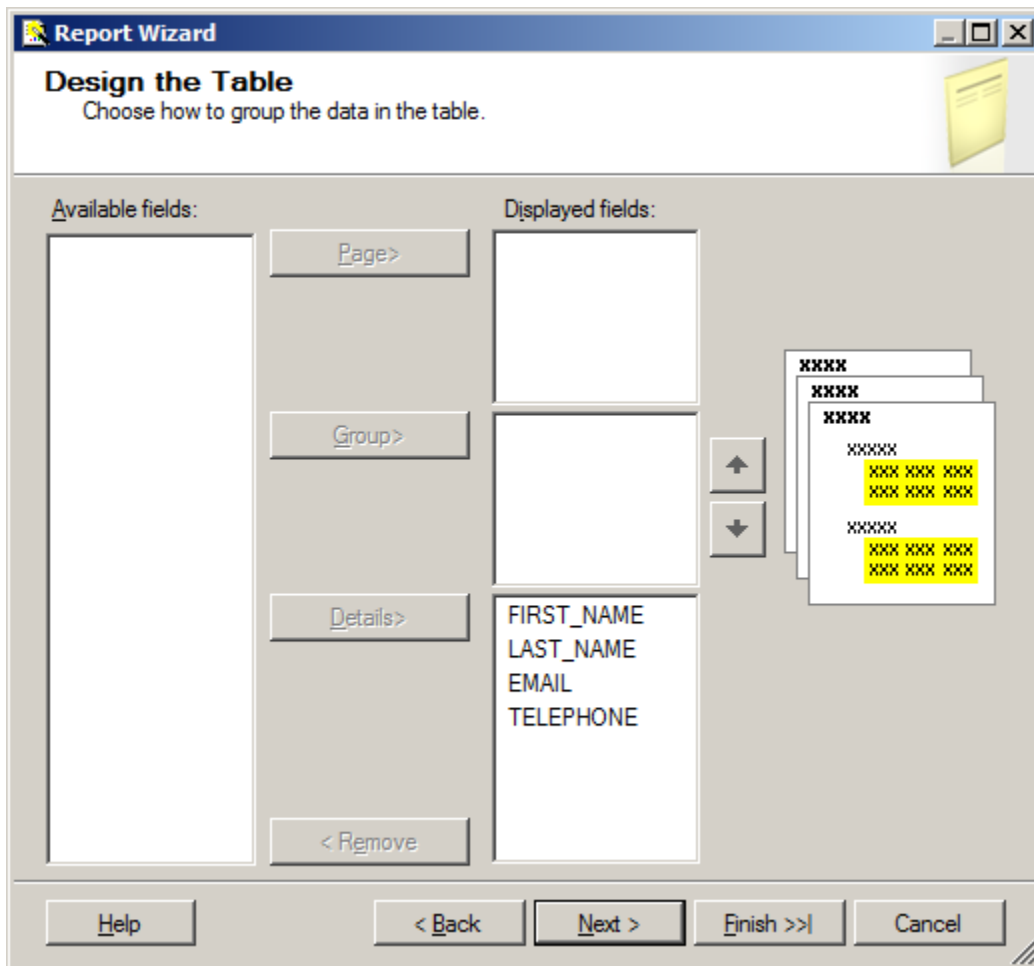 Report Wizard
Design the Table
Choose how to group the data in the table.
Available fields:
Displayed fields:
Page>
Group>
Details>
< Remove
FIRST_NAME
LAST_NAME
EMAIL
TELEPHONE
xxxx
xxxx
xxxx
xxxxx
xxx xxx xxx
xxx xxx xxx
xxxxx
xxx xxx xxx
xxx xxx xxx
Help
< Back
Next >
Finish >>|
Cancel